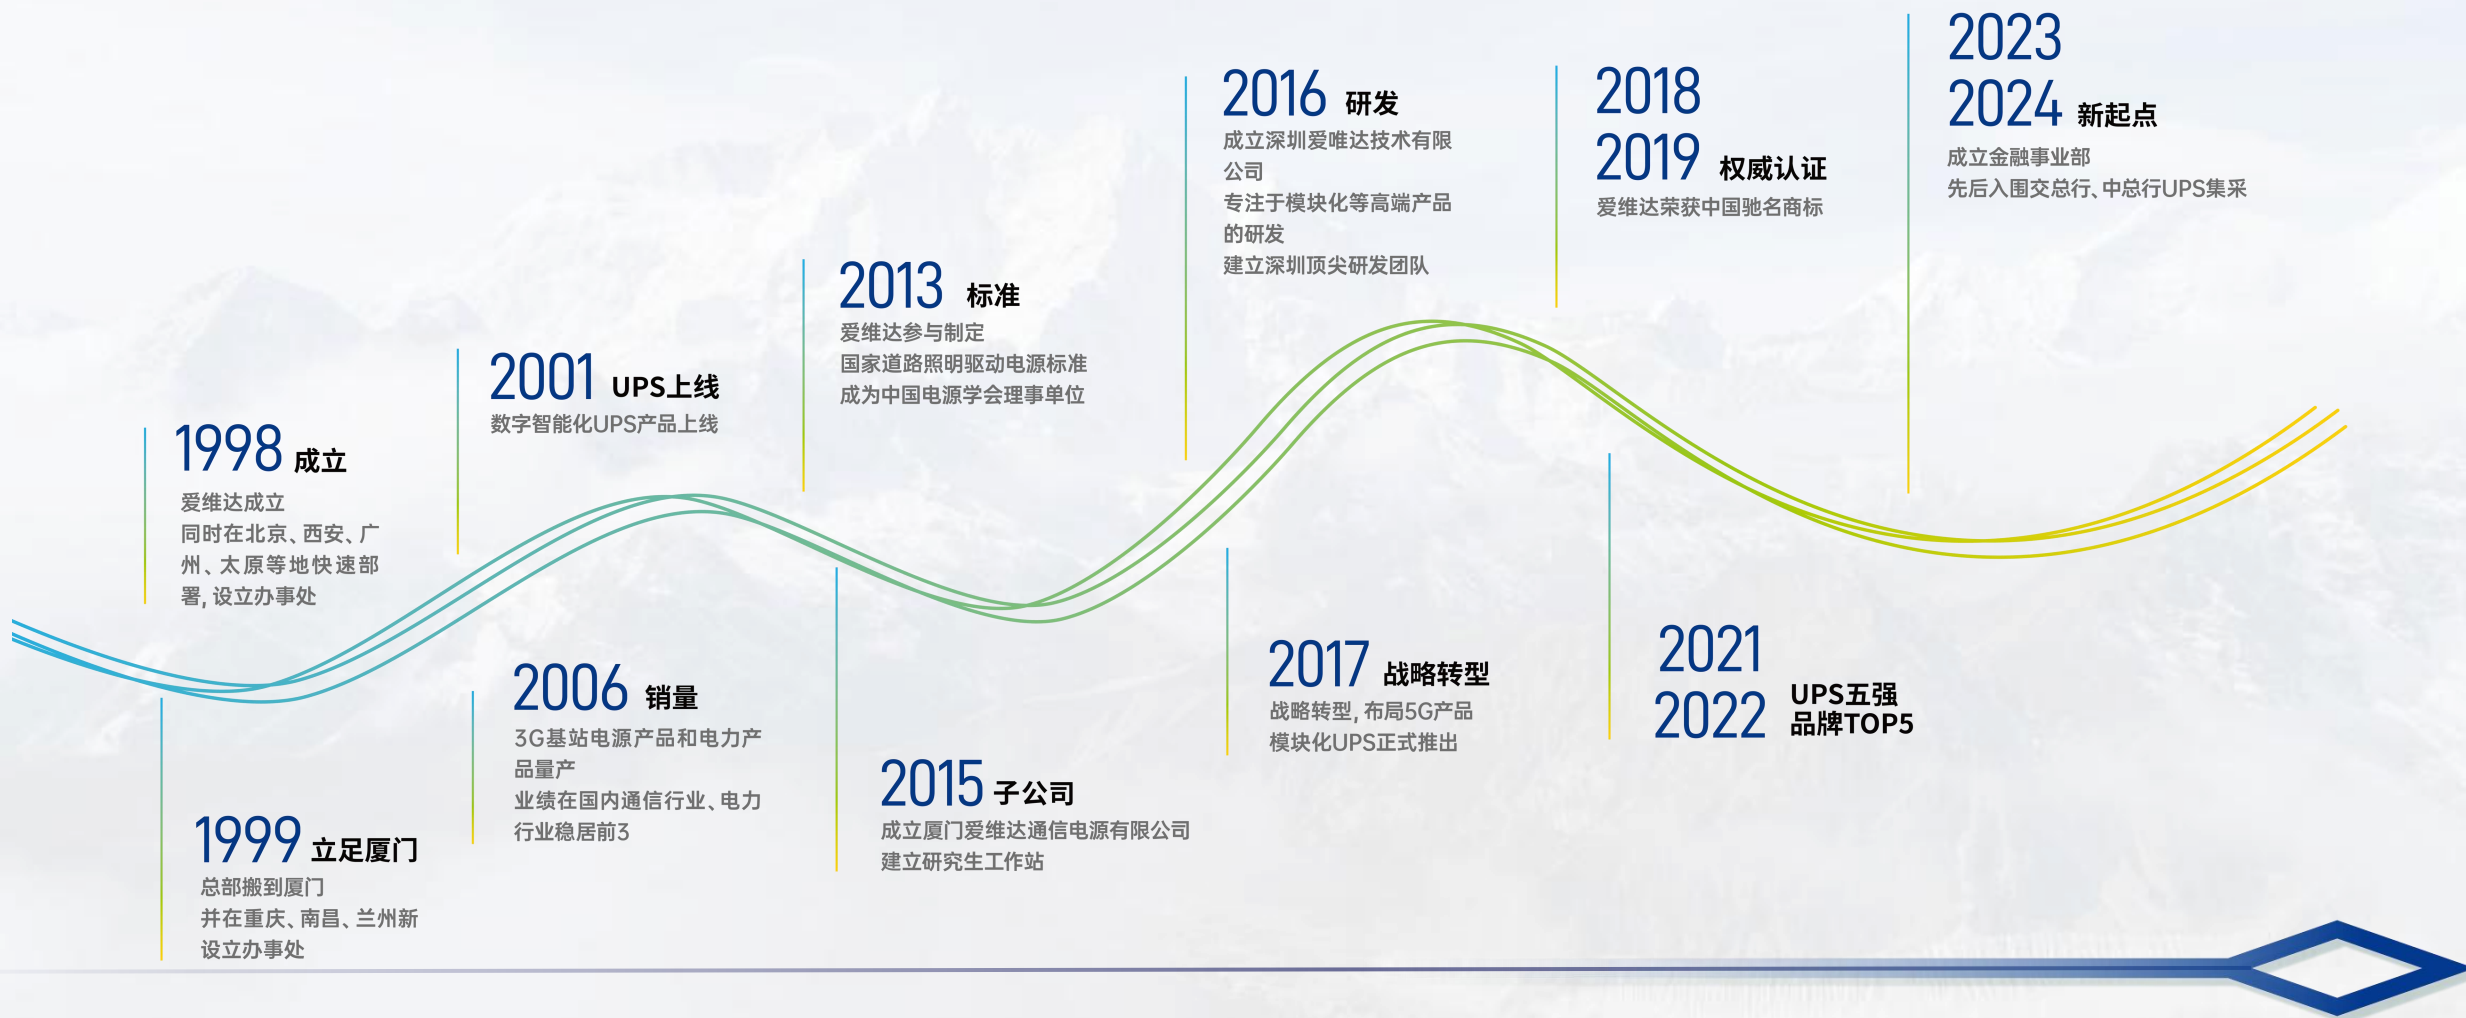 1998 成立
爱维达成立
同时在北京、西安、广
州、太原等地快速部
署, 设立办事处
1999 立足厦门
总部搬到厦门
并在重庆、南昌、兰州新
设立办事处
2001 UPS上线
数字智能化UPS产品上线
2006 销量
3G基站电源产品和电力产
品量产
业绩在国内通信行业、电力
行业稳居前3
2013 标准
爱维达参与制定
国家道路照明驱动电源标准
成为中国电源学会理事单位
2015 子公司
成立厦门爱维达通信电源有限公司
建立研究生工作站
2016 研发
成立深圳爱唯达技术有限
公司
专注于模块化等高端产品
的研发
建立深圳顶尖研发团队
2017 战略转型
战略转型, 布局5G产品
模块化UPS正式推出
2018
2019 权威认证
爱维达荣获中国驰名商标
2021
2022 UPS五强
品牌TOP5
2023
2024 新起点
成立金融事业部
先后入围交总行、中总行UPS集采